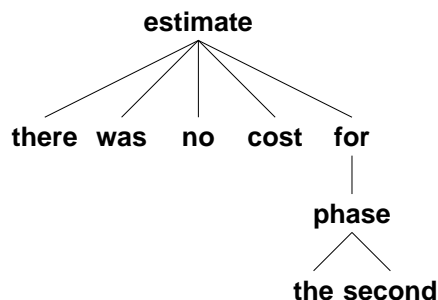 estimate
there was no cost for
phase
the second